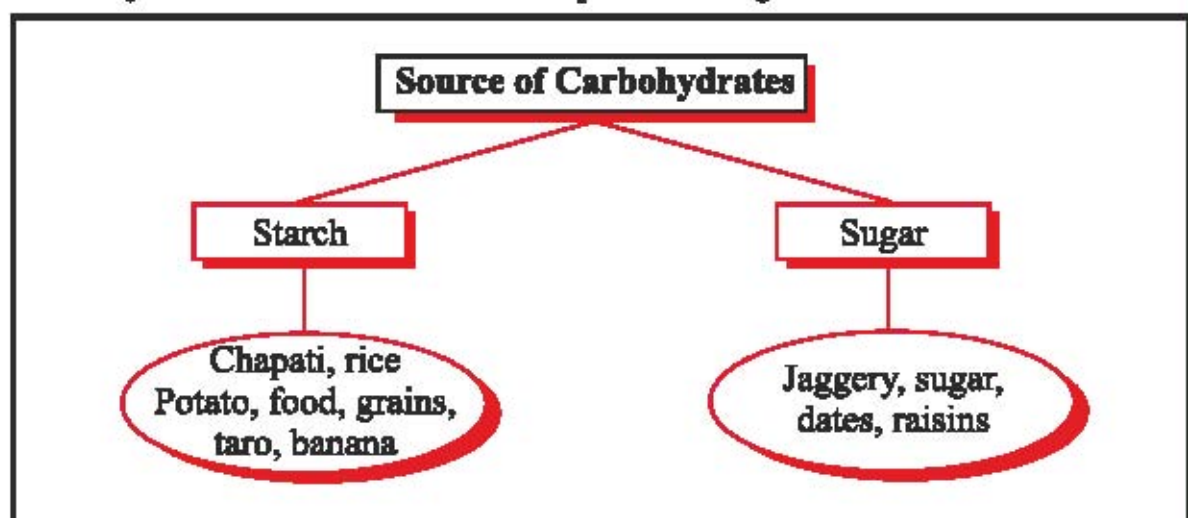 Source of Carbohydrates
Starch
Sugar
Chapati, rice
Potato, food, grains,
taro, banana
Jaggery, sugar,
dates, raisins